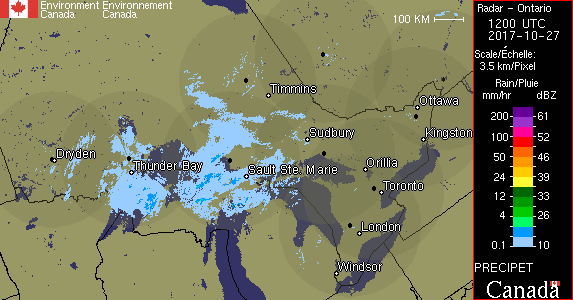 Environment Environnement
Canada Canada
100 KM
Radar - Ontario
1200 UTC
2017-10-27
Scale/Échelle:
3.5 km/Pixel
Rain/Pluie
mm/hr dBZ
200 61
100 52
50 46
24 39
12 33
4 26
1 20
0.1 10
PRECIPET
Canada
Timmins
Ottawa
Sudbury
Kingston
Dryden
Thunder Bay
Sault Ste. Marie
Orillia
Toronto
London
Windsor